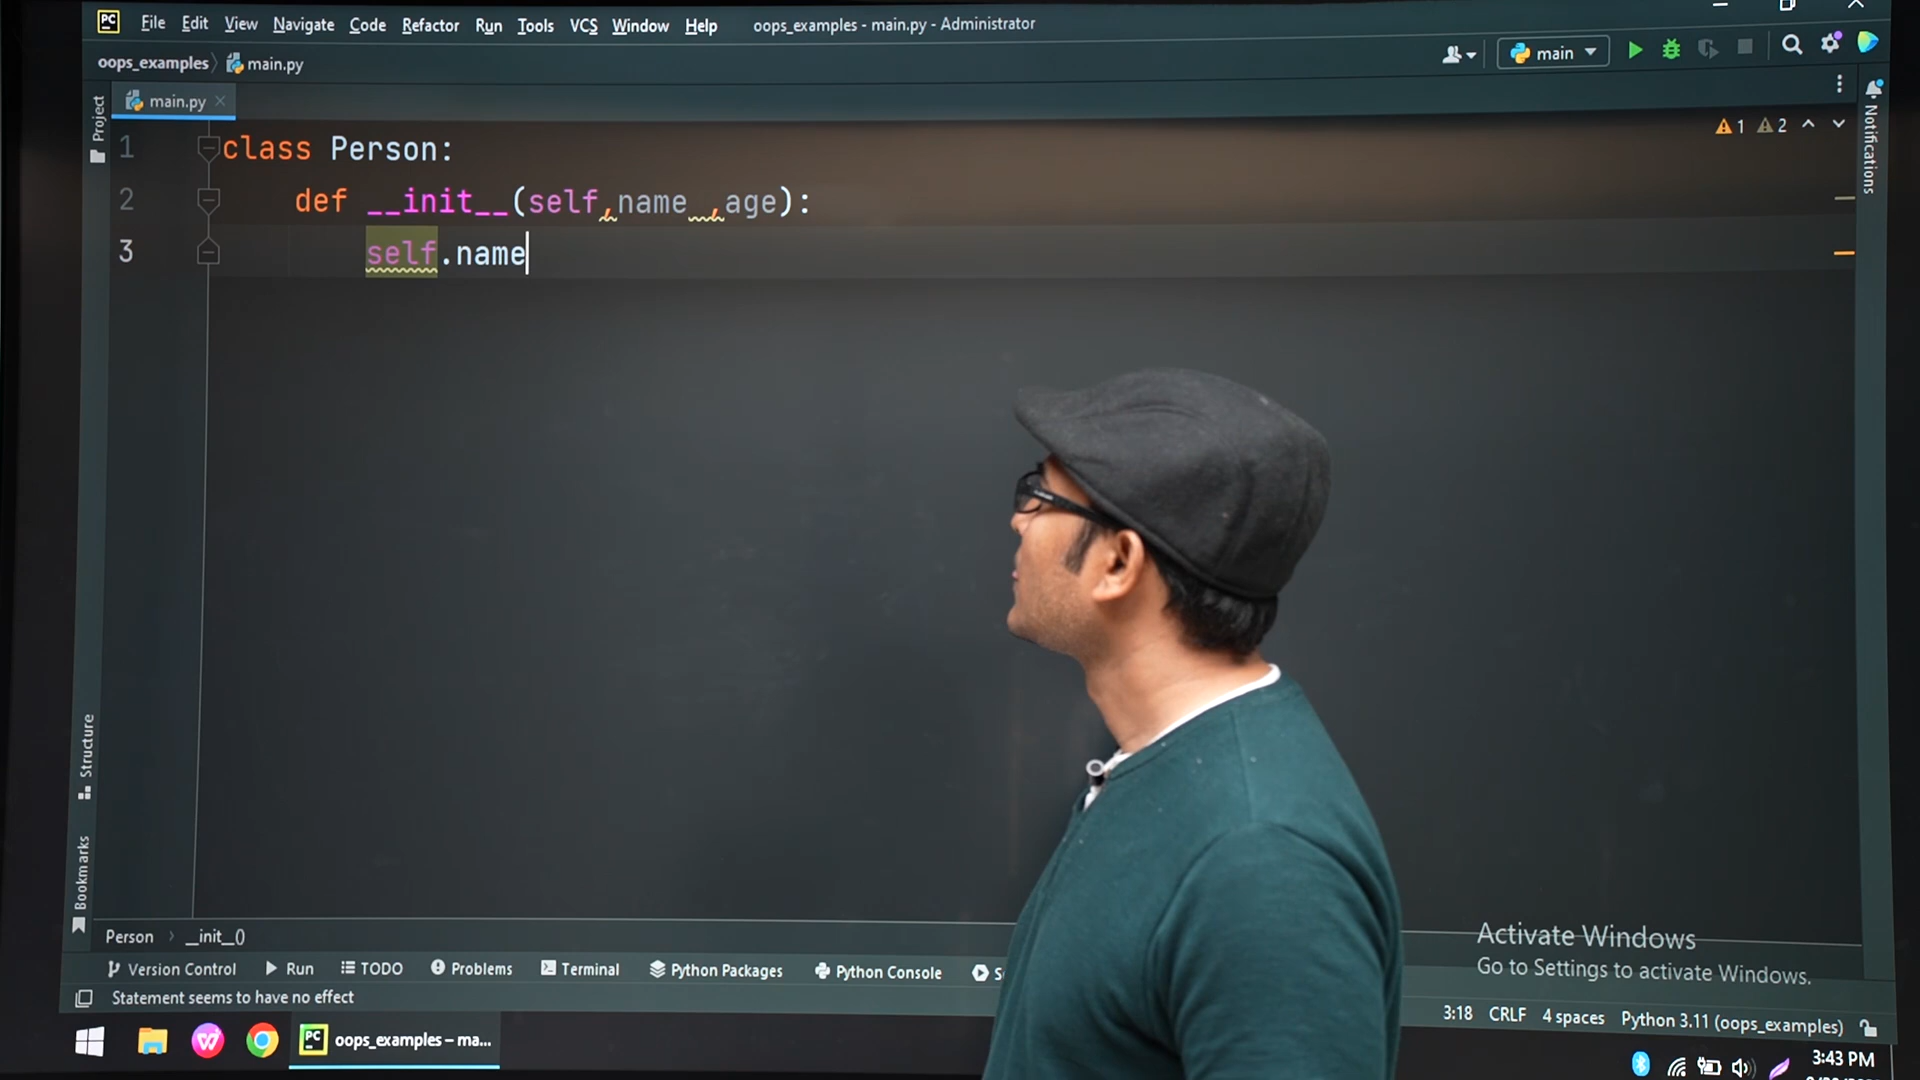 PC File Edit View Navigate Code Refactor Run Tools VCS Window Help oops_examples - main.py - Administrator
oops_examples main.py main
main.py
Project
Notifications
1 2
1 class Person:
2 def __init__(self,name ,age):
3 self.name
Structure
Bookmarks
Person __init__()
Activate Windows
Go to Settings to activate Windows.
Version Control Run TODO Problems Terminal Python Packages Python Console
Statement seems to have no effect
3:18 CRLF 4 spaces Python 3.11 (oops_examples)
PC oops_examples – ma...
3:43 PM